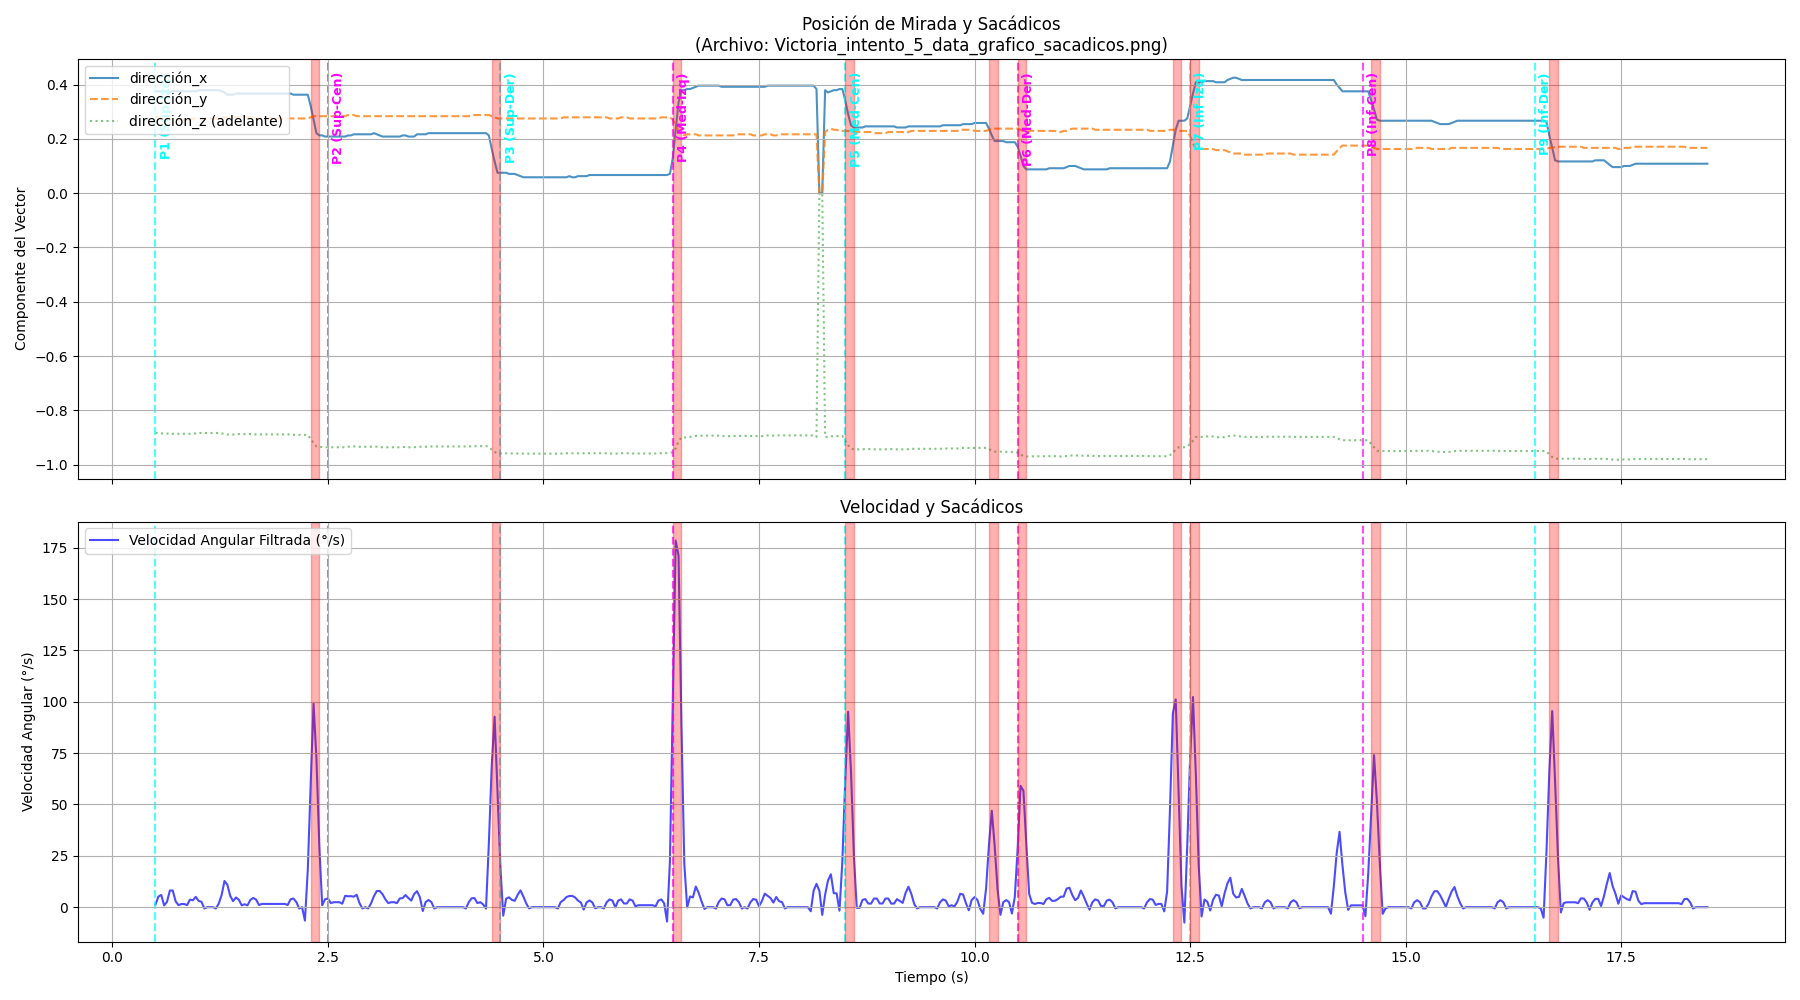 Posición de Mirada y Sacádicos
(Archivo: Victoria_intento_5_data_grafico_sacadicos.png)
dirección_x
dirección_y
dirección_z (adelante)
P1
P2 (Sup-Cen)
P3 (Sup-Der)
P4 (Med-Izq)
P5 (Med-Cen)
P6 (Med-Der)
P7 (Inf-Izq)
P8 (Inf-Cen)
P9 (Inf-Der)
Componente del Vector
0.4
0.2
0.0
−0.2
−0.4
−0.6
−0.8
−1.0
Velocidad y Sacádicos
Velocidad Angular Filtrada (°/s)
Velocidad Angular (°/s)
175
150
125
100
75
50
25
0
0.0 2.5 5.0 7.5 10.0 12.5 15.0 17.5
Tiempo (s)